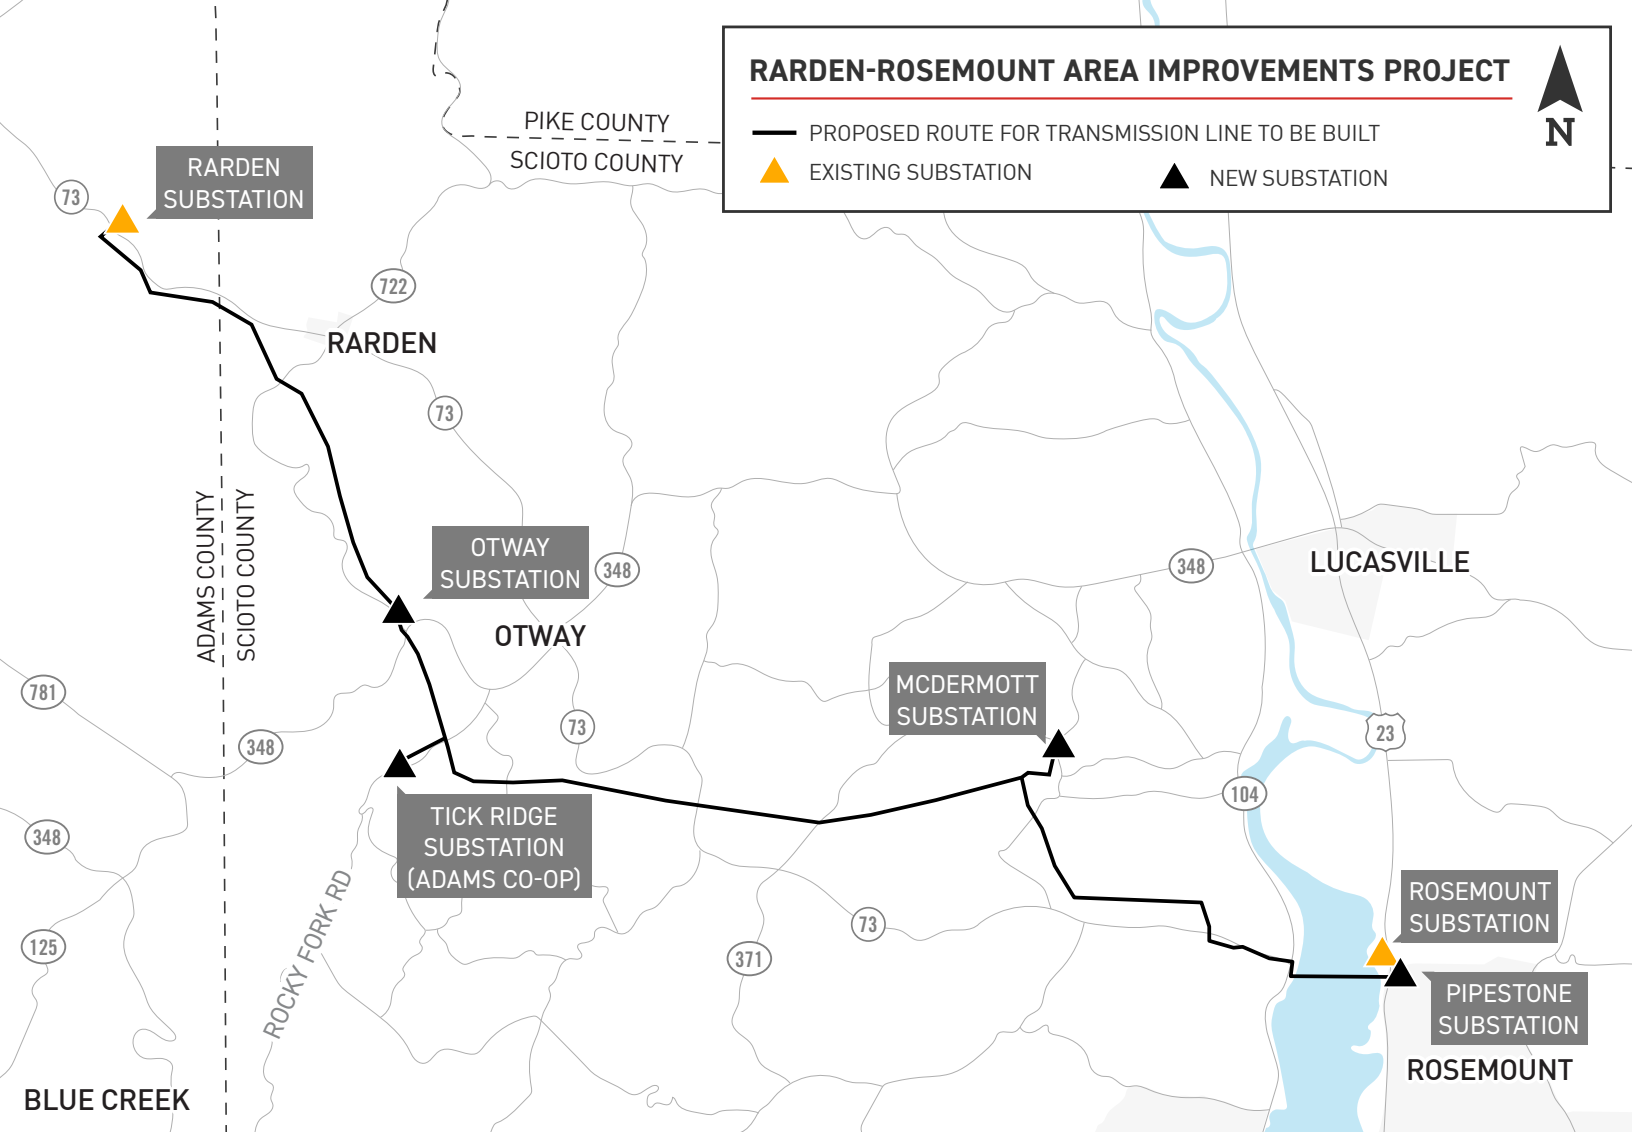 RARDEN-ROSEMOUNT AREA IMPROVEMENTS PROJECT
PROPOSED ROUTE FOR TRANSMISSION LINE TO BE BUILT
EXISTING SUBSTATION
NEW SUBSTATION
N
PIKE COUNTY
SCIOTO COUNTY
RARDEN
SUBSTATION
73
722
RARDEN
73
ADAMS COUNTY
SCIOTO COUNTY
OTWAY
SUBSTATION
348
OTWAY
348
LUCASVILLE
781
348
73
MCDERMOTT
SUBSTATION
23
104
TICK RIDGE
SUBSTATION
(ADAMS CO-OP)
348
ROCKY FORK RD
125
73
371
ROSEMOUNT
SUBSTATION
PIPESTONE
SUBSTATION
ROSEMOUNT
BLUE CREEK